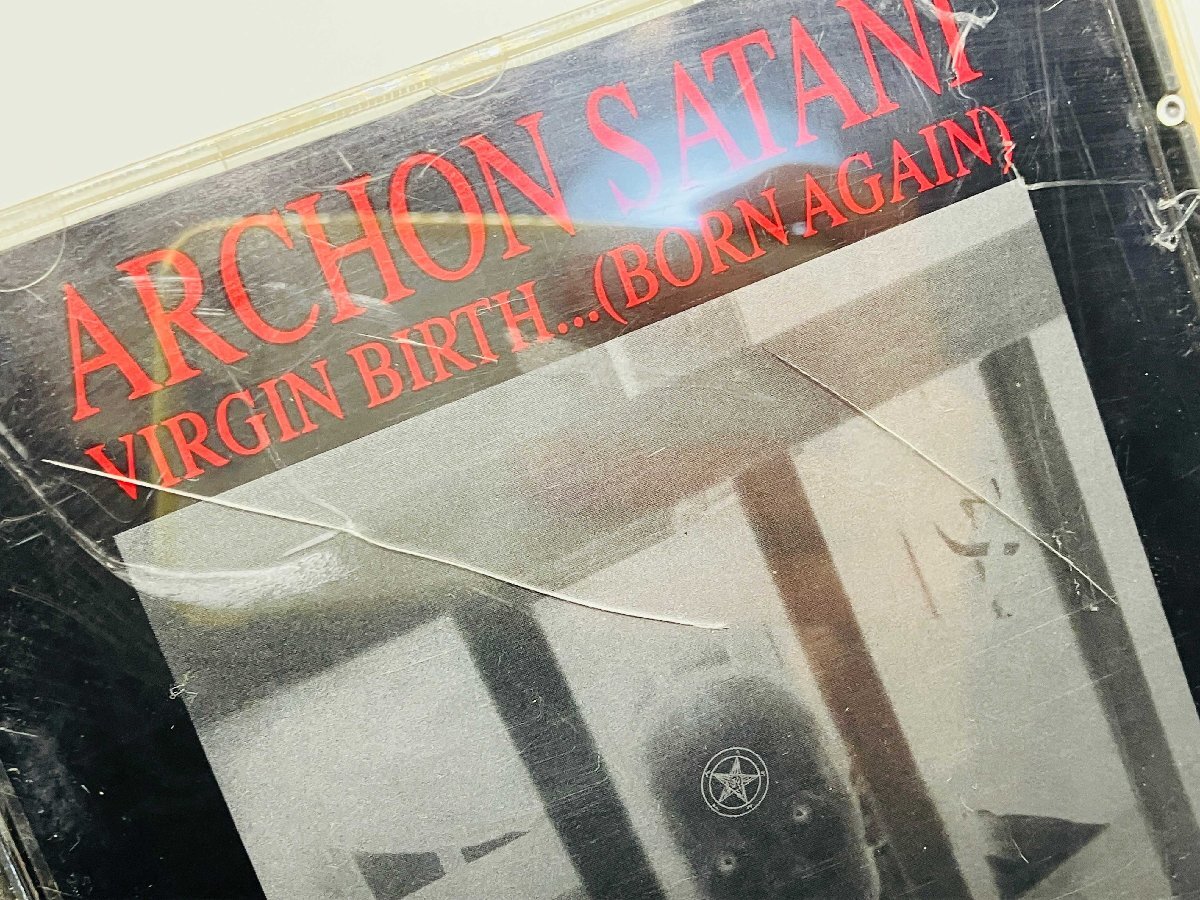 ARCHON SATANI
VIRGIN BIRTH...(BORN AGAIN)